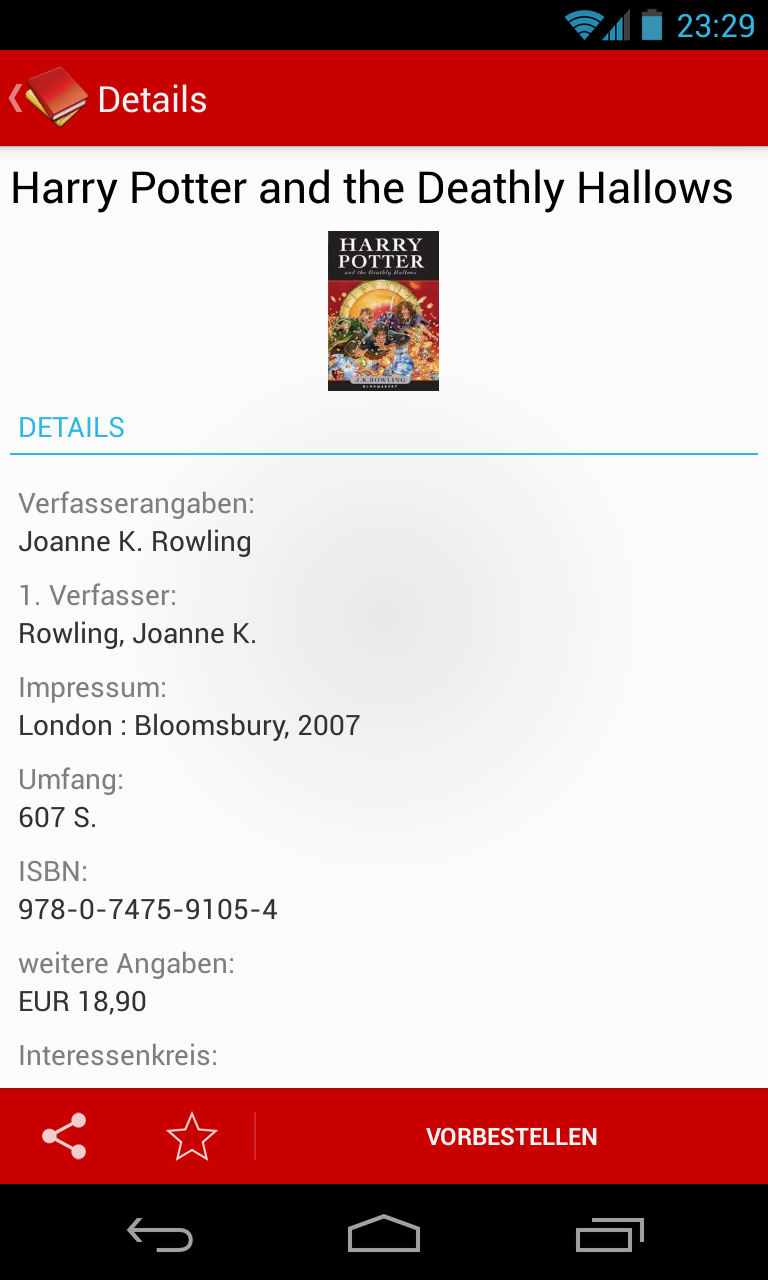 23:29
Details
Harry Potter and the Deathly Hallows
HARRY
POTTER
and the Deathly Hallows
J.K.ROWLING
BLOOMSBURY
DETAILS
Verfasserangaben:
Joanne K. Rowling
1. Verfasser:
Rowling, Joanne K.
Impressum:
London : Bloomsbury, 2007
Umfang:
607 S.
ISBN:
978-0-7475-9105-4
weitere Angaben:
EUR 18,90
Interessenkreis:
VORBESTELLEN